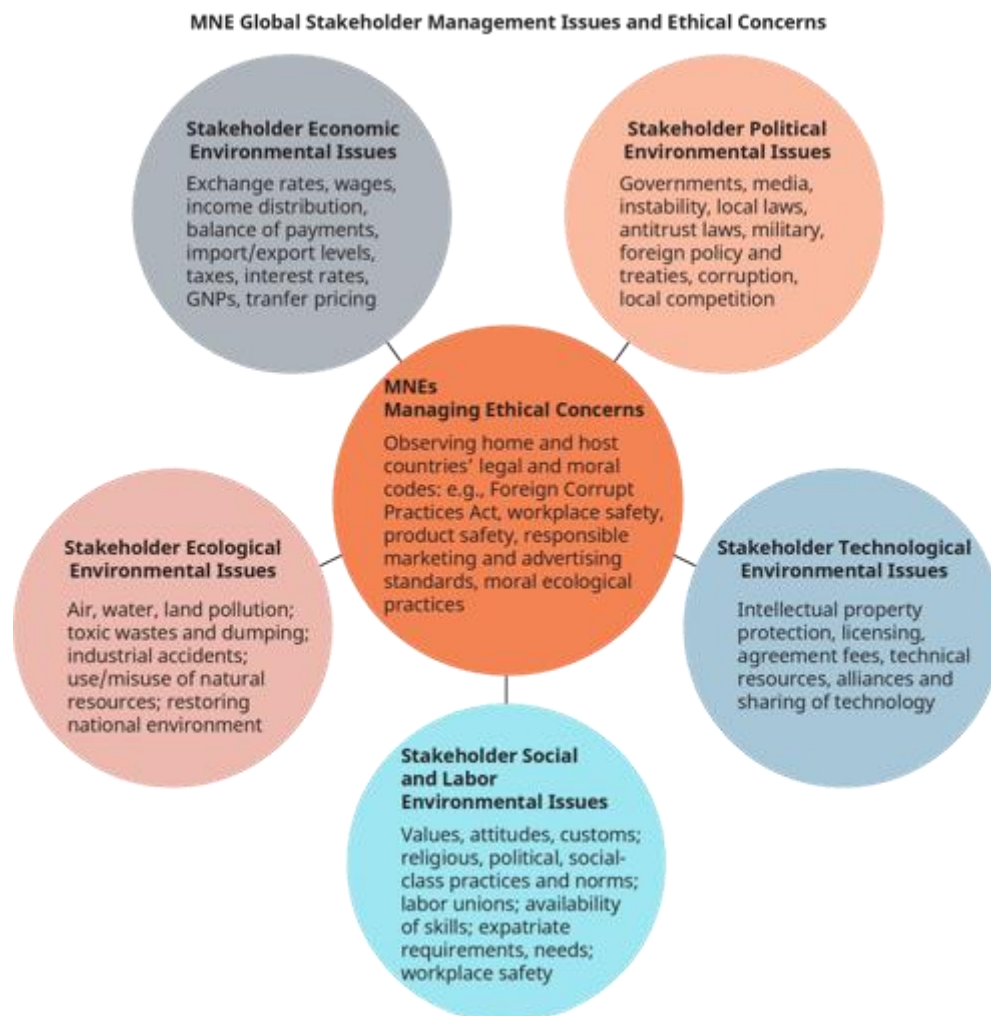 MNE Global Stakeholder Management Issues and Ethical Concerns
Stakeholder Economic
Environmental Issues
Exchange rates, wages,
income distribution,
balance of payments,
import/export levels,
taxes, interest rates,
GNPs, tranfer pricing
Stakeholder Political
Environmental Issues
Governments, media,
instability, local laws,
antitrust laws, military,
foreign policy and
treaties, corruption,
local competition
MNEs
Managing Ethical Concerns
Observing home and host
countries’ legal and moral
codes: e.g., Foreign Corrupt
Practices Act, workplace safety,
product safety, responsible
marketing and advertising
standards, moral ecological
practices
Stakeholder Ecological
Environmental Issues
Air, water, land pollution;
toxic wastes and dumping;
industrial accidents;
use/misuse of natural
resources; restoring
national environment
Stakeholder Technological
Environmental Issues
Intellectual property
protection, licensing,
agreement fees, technical
resources, alliances and
sharing of technology
Stakeholder Social
and Labor
Environmental Issues
Values, attitudes, customs;
religious, political, social-
class practices and norms;
labor unions; availability
of skills; expatriate
requirements, needs;
workplace safety